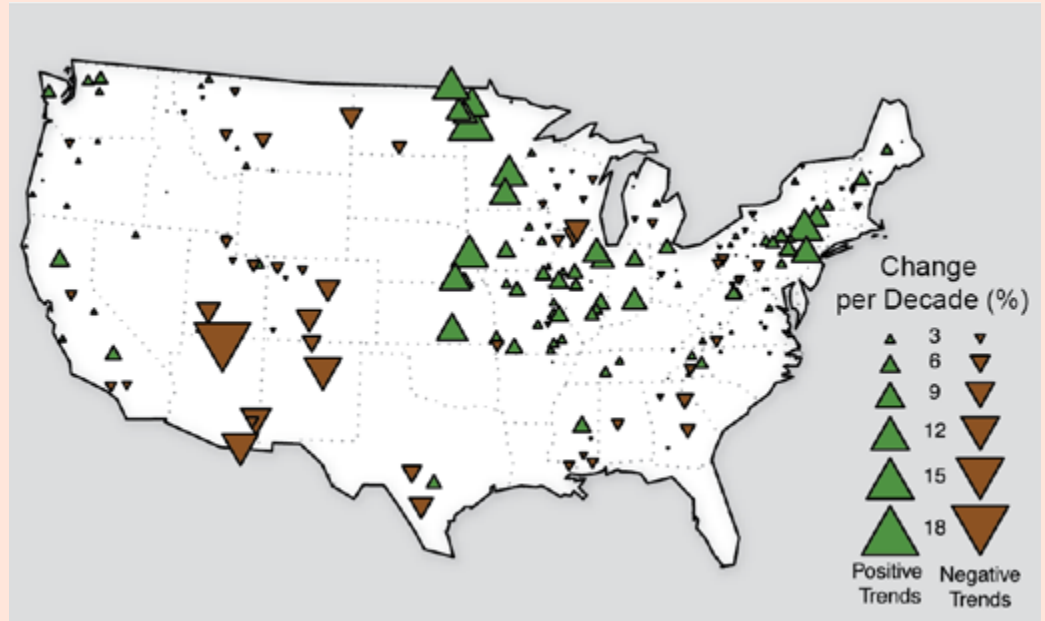 Change
per Decade (%)
3
6
9
12
15
18
Positive
Trends
Negative
Trends